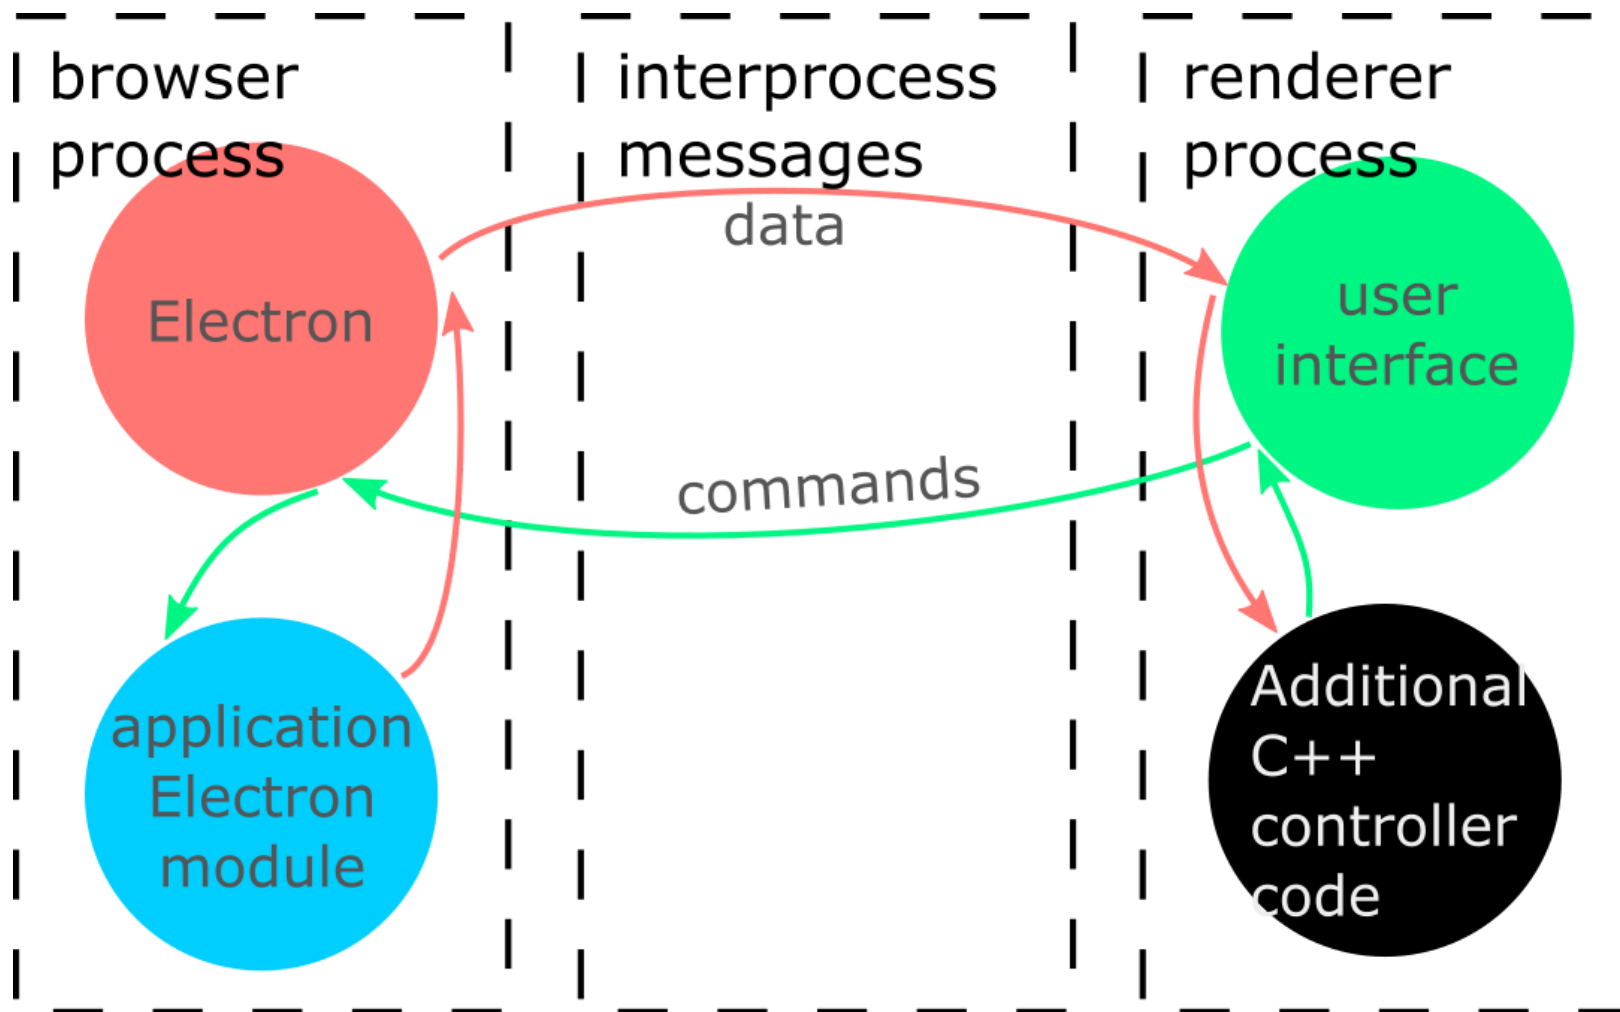 browser
process
interprocess
messages
renderer
process
data
Electron
user
interface
commands
application
Electron
module
Additional
C++
controller
code